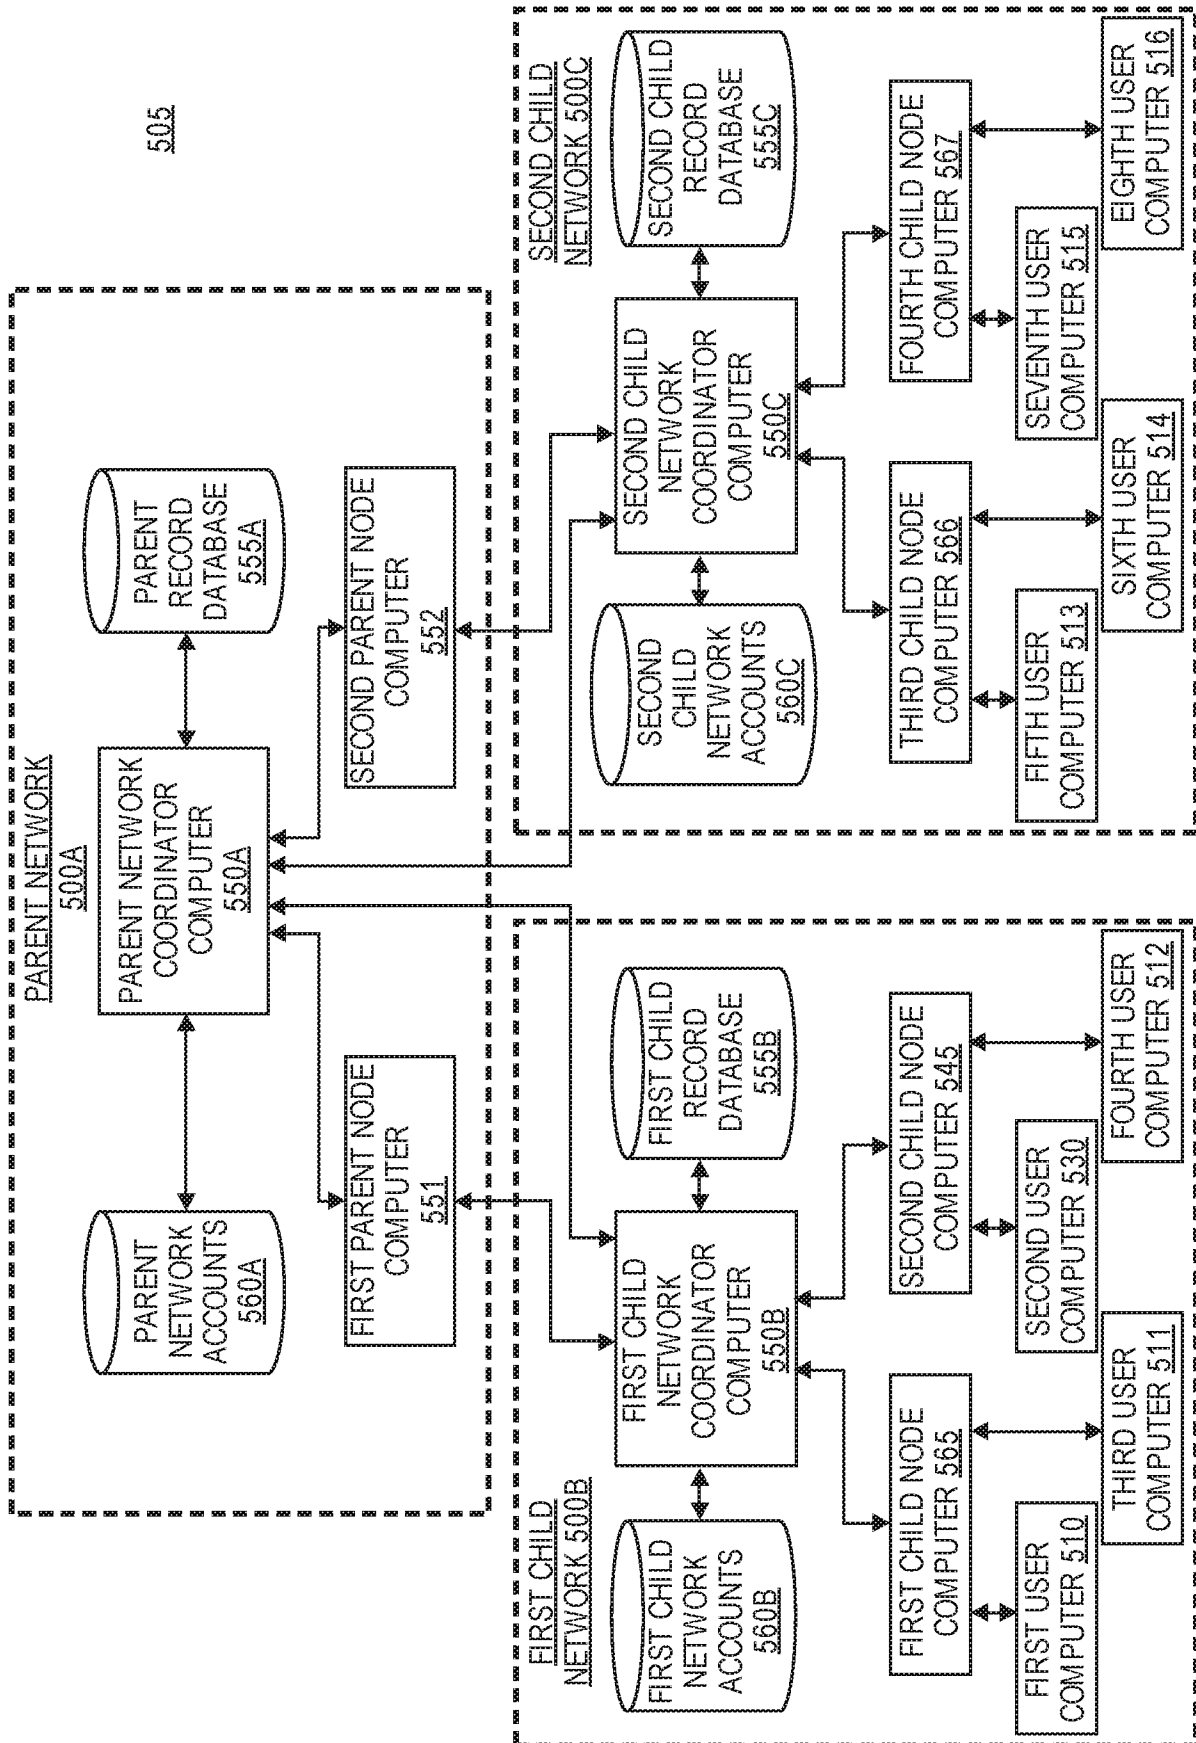 505
PARENT NETWORK
500A
PARENT
NETWORK
ACCOUNTS
560A
PARENT NETWORK
COORDINATOR
COMPUTER
550A
PARENT
RECORD
DATABASE
555A
FIRST PARENT NODE
COMPUTER
551
SECOND PARENT NODE
COMPUTER
552
FIRST CHILD
NETWORK 500B
FIRST CHILD
NETWORK
ACCOUNTS
560B
FIRST CHILD
NETWORK
COORDINATOR
COMPUTER
550B
FIRST CHILD
RECORD
DATABASE
555B
FIRST CHILD NODE
COMPUTER 565
SECOND CHILD NODE
COMPUTER 545
FIRST USER
COMPUTER 510
THIRD USER
COMPUTER 511
SECOND USER
COMPUTER 530
FOURTH USER
COMPUTER 512
SECOND CHILD
NETWORK 500C
SECOND
CHILD
NETWORK
ACCOUNTS
560C
SECOND CHILD
NETWORK
COORDINATOR
COMPUTER
550C
SECOND CHILD
RECORD
DATABASE
555C
THIRD CHILD NODE
COMPUTER 566
FOURTH CHILD NODE
COMPUTER 567
FIFTH USER
COMPUTER 513
SIXTH USER
COMPUTER 514
SEVENTH USER
COMPUTER 515
EIGHTH USER
COMPUTER 516